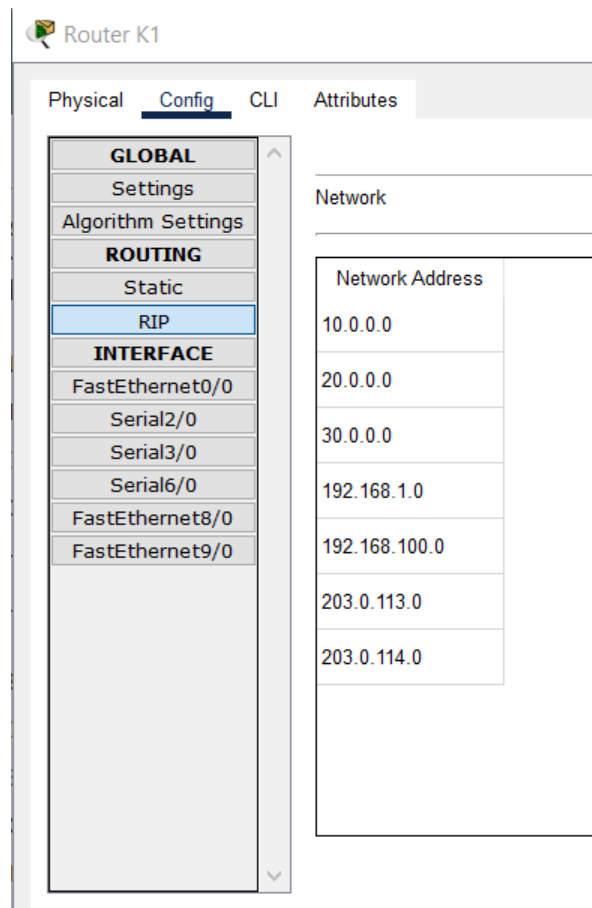 Router K1
Physical Config CLI Attributes
GLOBAL
Settings
Algorithm Settings
ROUTING
Static
RIP
INTERFACE
FastEthernet0/0
Serial2/0
Serial3/0
Serial6/0
FastEthernet8/0
FastEthernet9/0
Network
Network Address
10.0.0.0
20.0.0.0
30.0.0.0
192.168.1.0
192.168.100.0
203.0.113.0
203.0.114.0